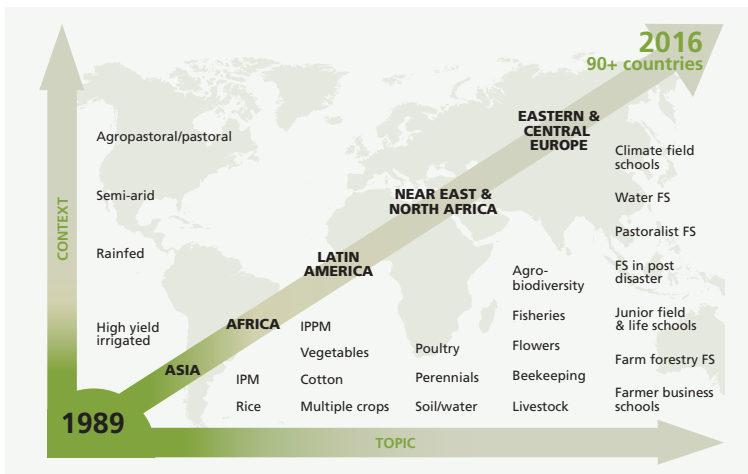 2016
90+ countries
CONTEXT
Agropastoral/pastoral
Semi-arid
Rainfed
High yield
irrigated
1989
ASIA
AFRICA
LATIN
AMERICA
NEAR EAST &
NORTH AFRICA
EASTERN &
CENTRAL
EUROPE
IPM
Rice
IPPM
Vegetables
Cotton
Multiple crops
Poultry
Perennials
Soil/water
Agro-
biodiversity
Fisheries
Flowers
Beekeeping
Livestock
Climate field
schools
Water FS
Pastoralist FS
FS in post
disaster
Junior field
& life schools
Farm forestry FS
Farmer business
schools
TOPIC